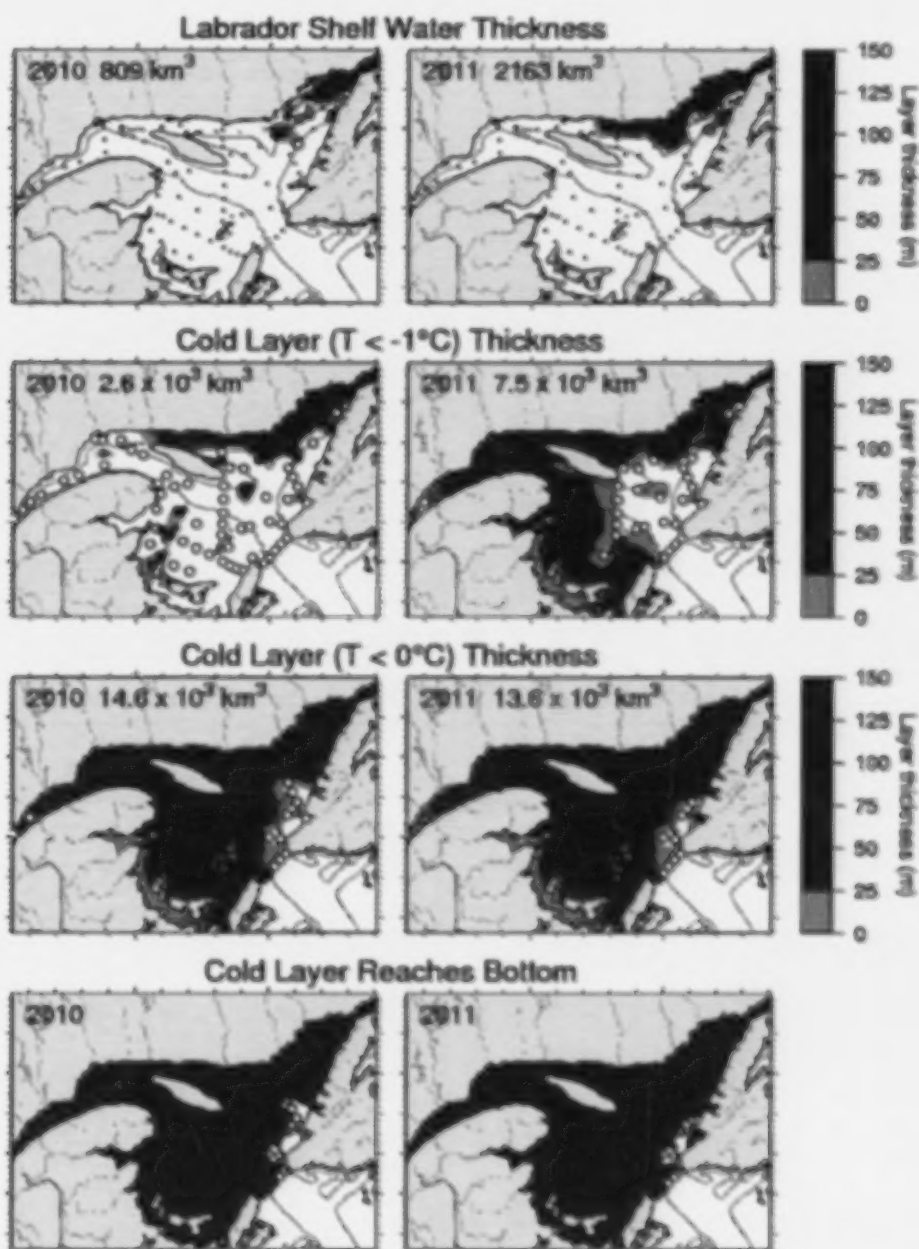 Labrador Shelf Water Thickness
2010 809 km³
2011 2163 km³
150
125
100
75
50
25
0
Layer thickness (m)
Cold Layer (T < -1°C) Thickness
2010 2.6 x 10³ km³
2011 7.5 x 10³ km³
150
125
100
75
50
25
0
Layer thickness (m)
Cold Layer (T < 0°C) Thickness
2010 14.6 x 10³ km³
2011 13.6 x 10³ km³
150
125
100
75
50
25
0
Layer thickness (m)
Cold Layer Reaches Bottom
2010
2011